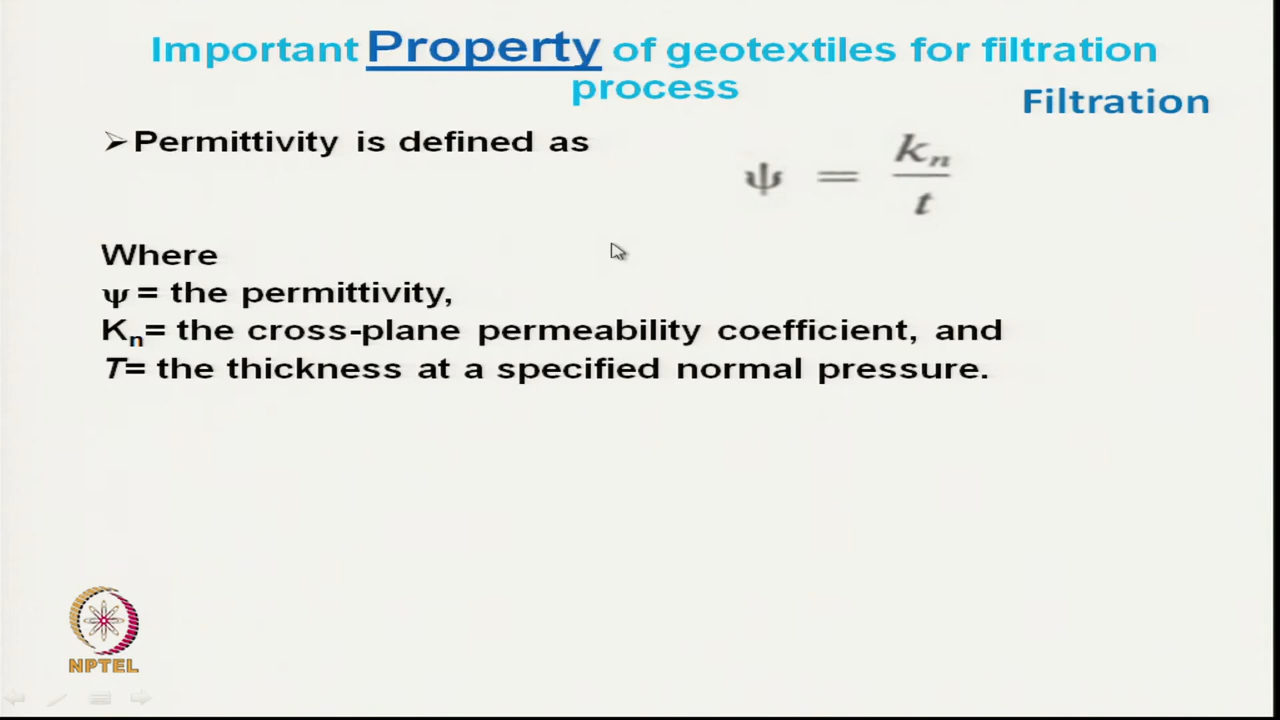 Important Property of geotextiles for filtration
process
Filtration
➢Permittivity is defined as
ψ = kₙ / t
Where
ψ = the permittivity,
Kₙ= the cross-plane permeability coefficient, and
T= the thickness at a specified normal pressure.
NPTEL